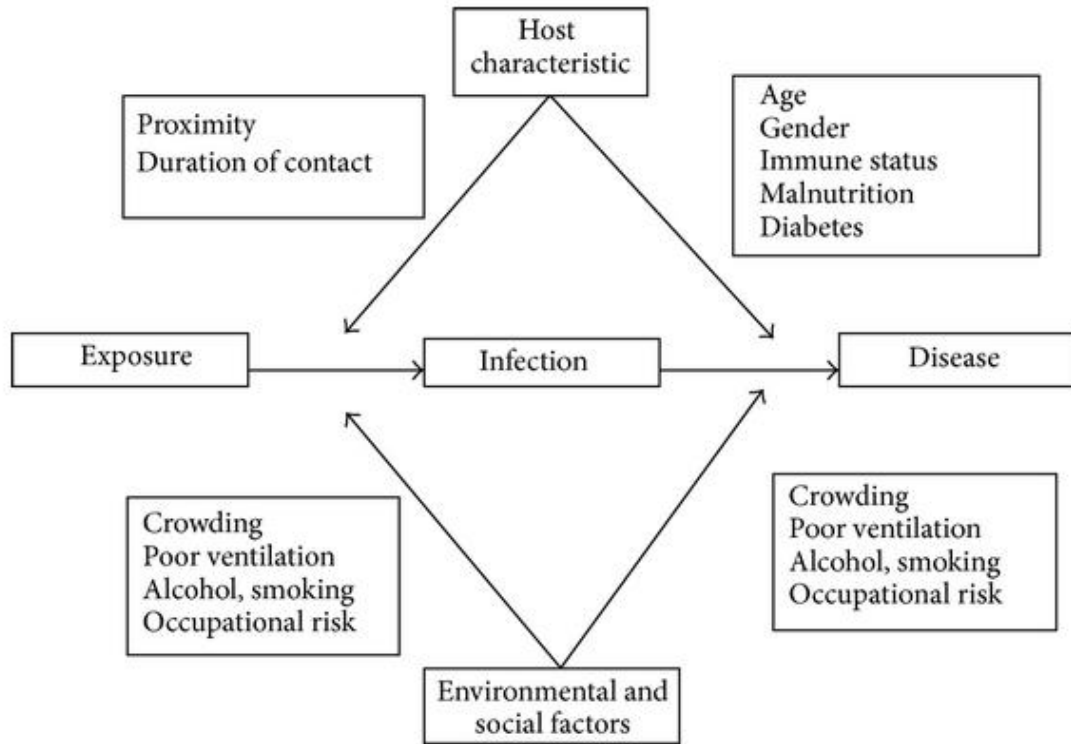 Host
characteristic
Proximity
Duration of contact
Age
Gender
Immune status
Malnutrition
Diabetes
Exposure
Infection
Disease
Crowding
Poor ventilation
Alcohol, smoking
Occupational risk
Crowding
Poor ventilation
Alcohol, smoking
Occupational risk
Environmental and
social factors